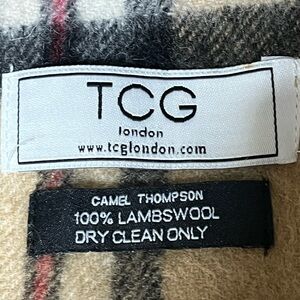 TCG
london
www.tcglondon.com
CAMEL THOMPSON
100% LAMBSWOOL
DRY CLEAN ONLY